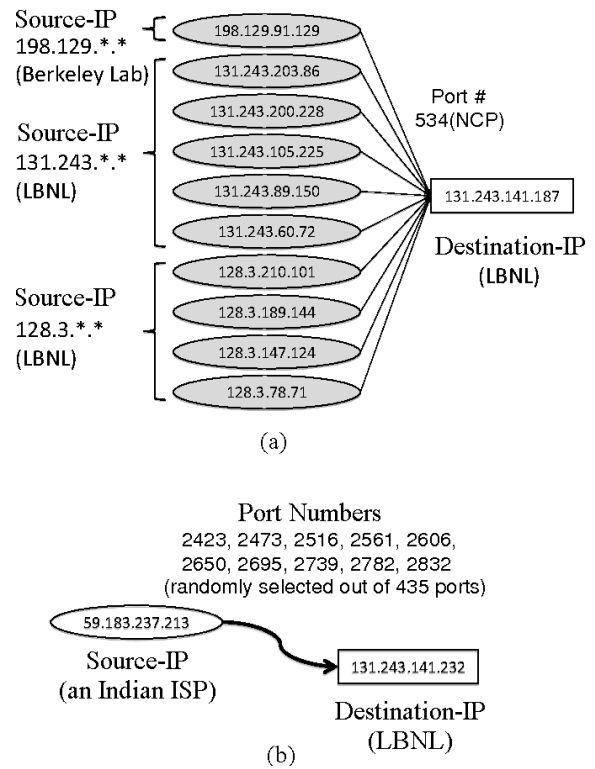 Source-IP
198.129.*.*
(Berkeley Lab)
Source-IP
131.243.*.*
(LBNL)
Source-IP
128.3.*.*
(LBNL)
198.129.91.129
131.243.203.86
131.243.200.228
131.243.105.225
131.243.89.150
131.243.60.72
128.3.210.101
128.3.189.144
128.3.147.124
128.3.78.71
Port #
534(NCP)
131.243.141.187
Destination-IP
(LBNL)
(a)
Port Numbers
2423, 2473, 2516, 2561, 2606,
2650, 2695, 2739, 2782, 2832
(randomly selected out of 435 ports)
59.183.237.213
Source-IP
(an Indian ISP)
131.243.141.232
Destination-IP
(LBNL)
(b)